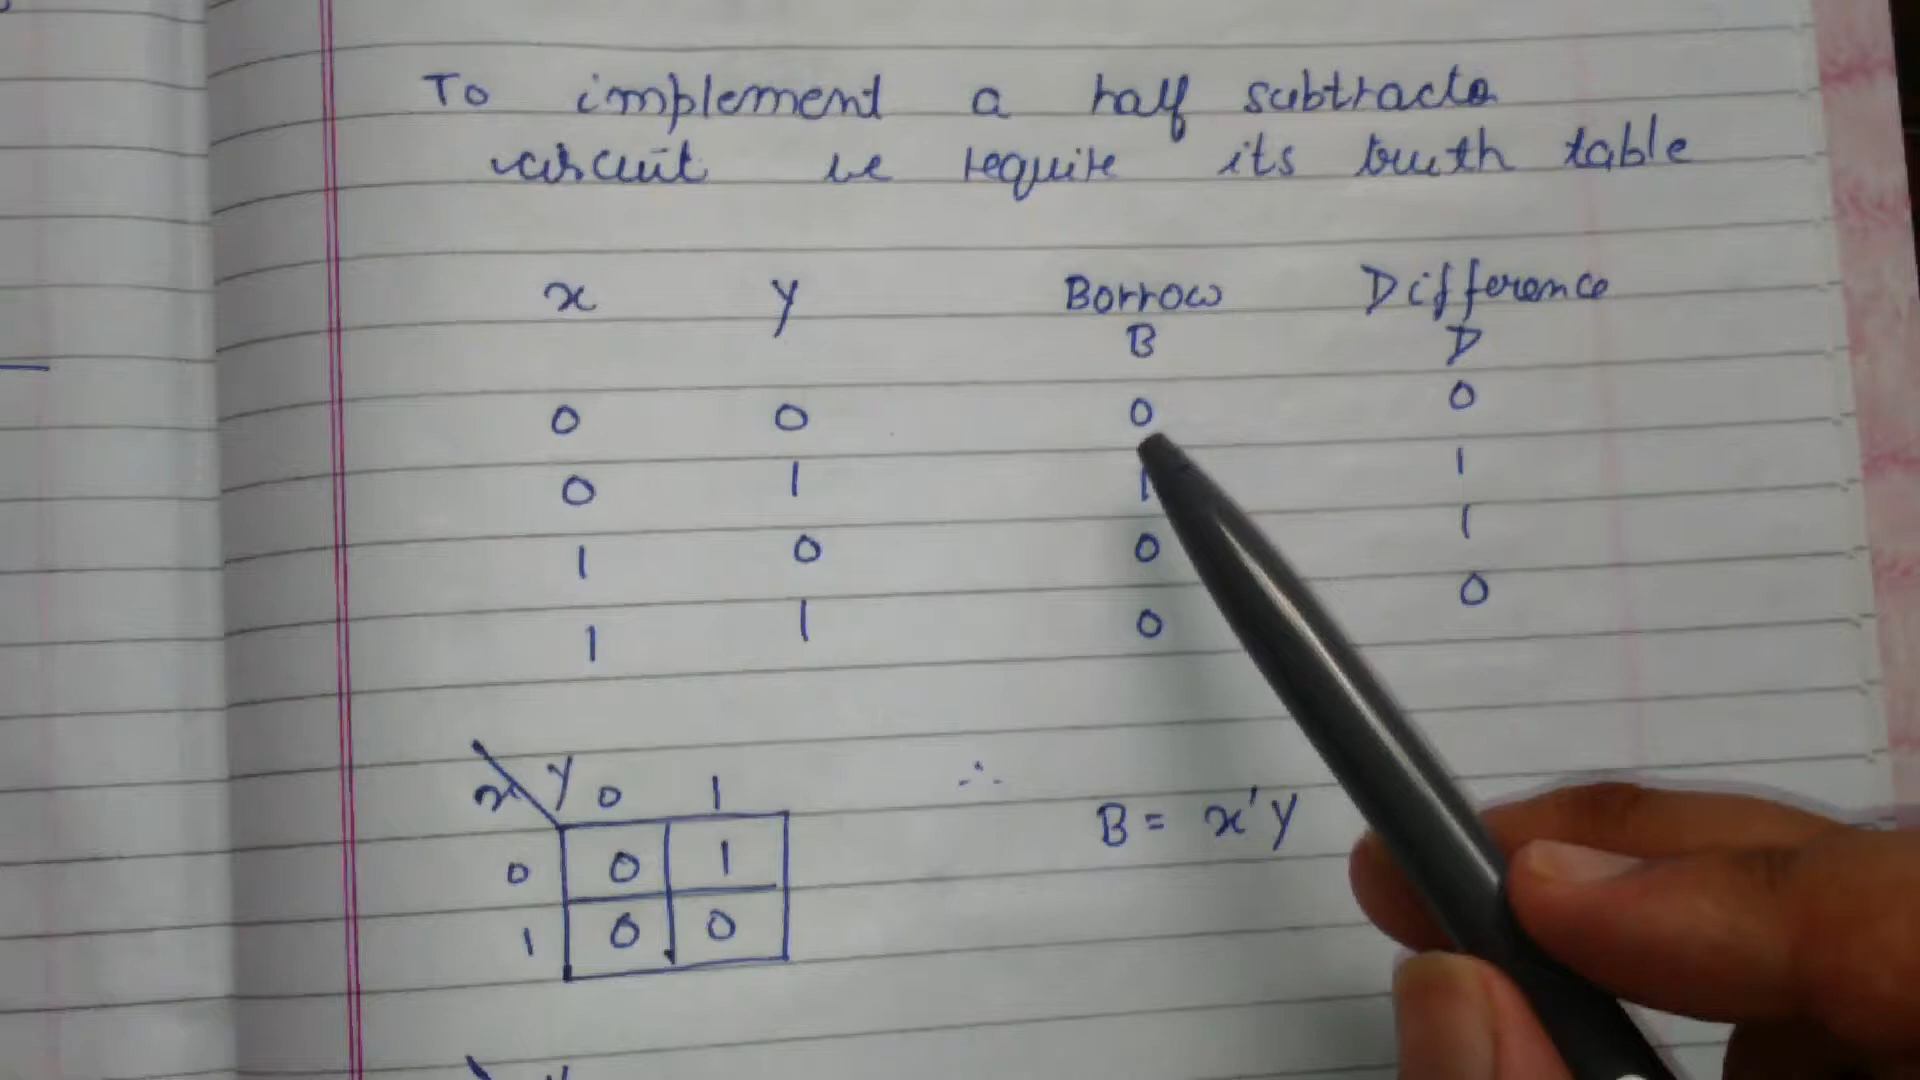 To implement a half subtracto
circuit we require its truth table
x y Borrow Difference
B D
0 0 0 0
0 1 1 1
1 0 0 1
1 1 0 0
x y 0 1
0 0 1
1 0 0
∴ B = x'y
y